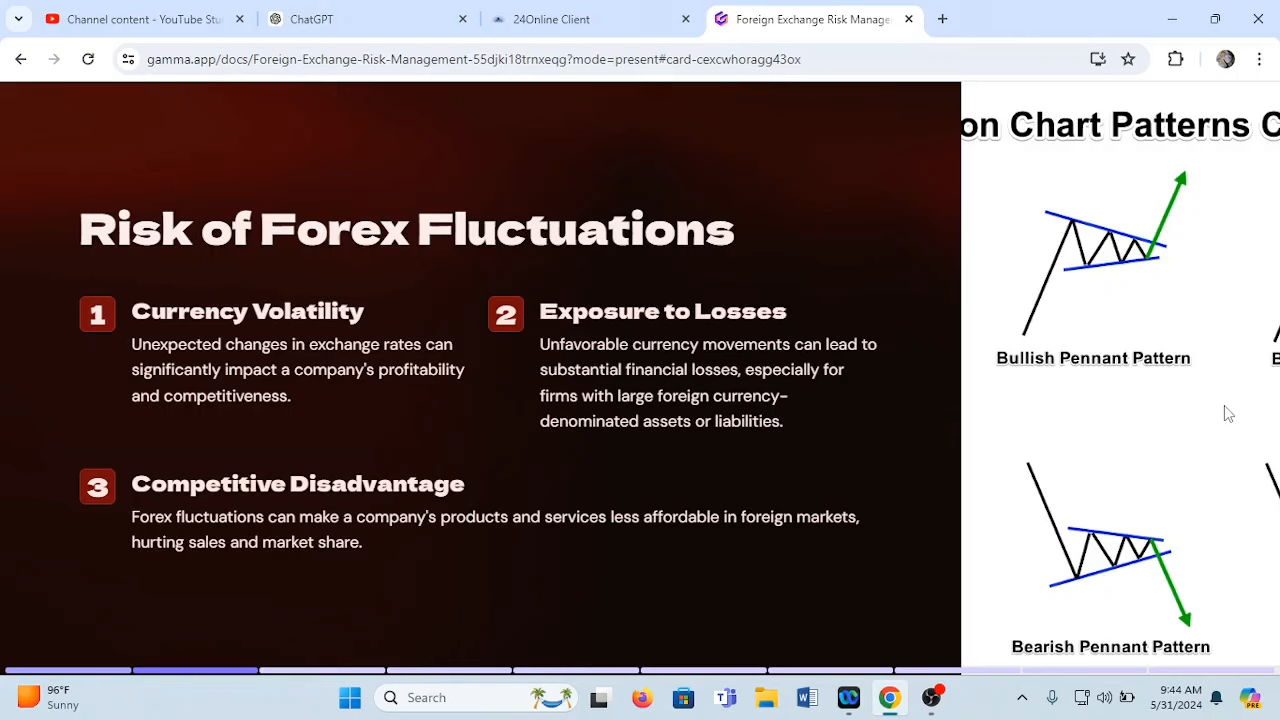 Channel content - YouTube Stu
ChatGPT
24Online Client
Foreign Exchange Risk Manage
gamma.app/docs/Foreign-Exchange-Risk-Management-55djki18trnxeqg?mode=present#card-cexcwhoragg43ox
on Chart Patterns C
Risk of Forex Fluctuations
1
Currency Volatility
Unexpected changes in exchange rates can
significantly impact a company's profitability
and competitiveness.
2
Exposure to Losses
Unfavorable currency movements can lead to
substantial financial losses, especially for
firms with large foreign currency-
denominated assets or liabilities.
3
Competitive Disadvantage
Forex fluctuations can make a company's products and services less affordable in foreign markets,
hurting sales and market share.
Bullish Pennant Pattern
B
Bearish Pennant Pattern
96°F
Sunny
Search
9:44 AM
5/31/2024
PRE